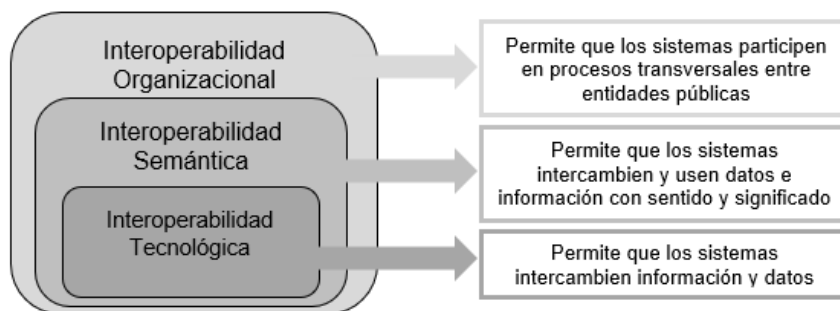 Interoperabilidad
Organizacional
Permite que los sistemas participen
en procesos transversales entre
entidades públicas
Interoperabilidad
Semántica
Permite que los sistemas
intercambien y usen datos e
información con sentido y significado
Interoperabilidad
Tecnológica
Permite que los sistemas
intercambien información y datos